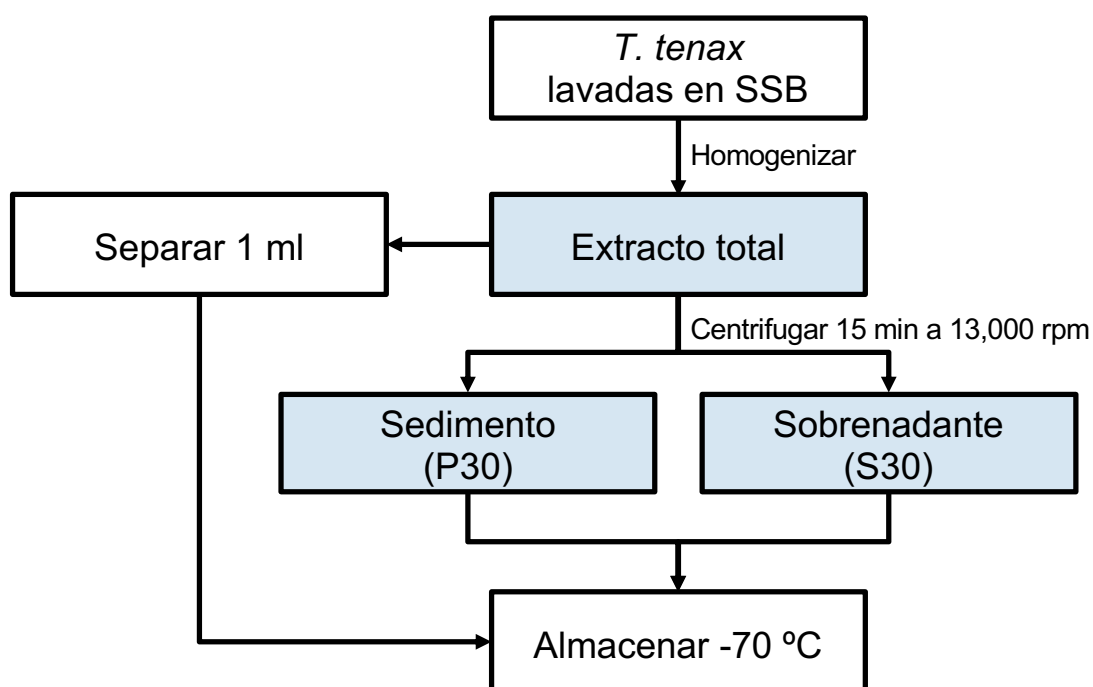 T. tenax
lavadas en SSB
Homogenizar
Separar 1 ml
Extracto total
Centrifugar 15 min a 13,000 rpm
Sedimento
(P30)
Sobrenadante
(S30)
Almacenar -70 ºC